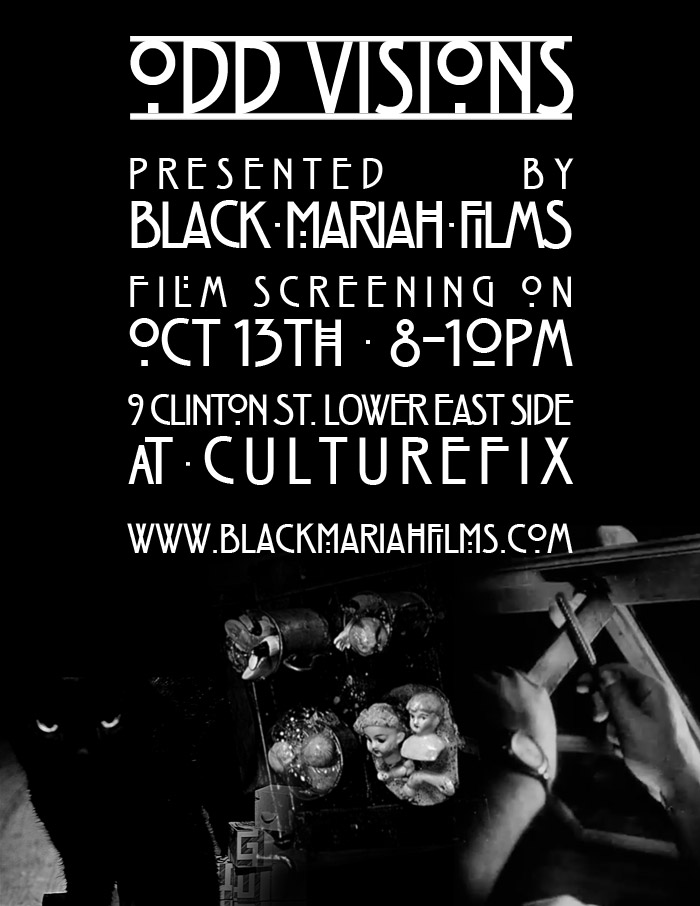 ODD VISIONS
PRESENTED BY
BLACK·MARIAH·FILMS
FILM SCREENING ON
OCT 13TH · 8-10PM
9 CLINTON ST. LOWER EAST SIDE
AT · CULTUREFIX
WWW.BLACKMARIAHFILMS.COM